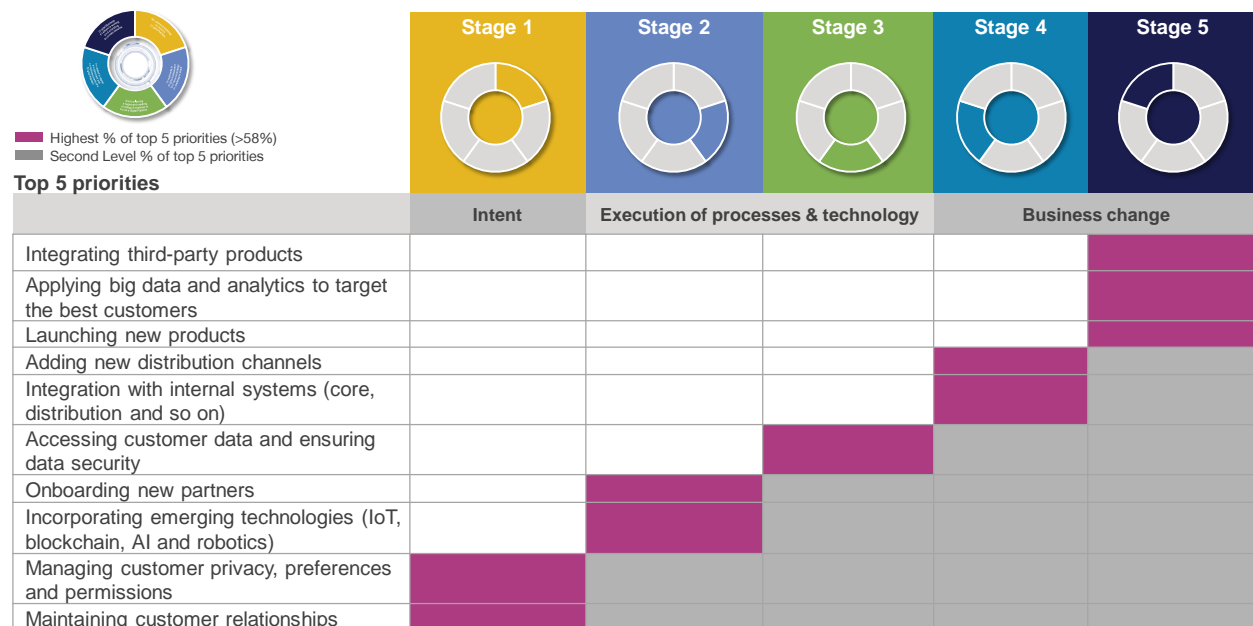 Stage 1
Stage 2
Stage 3
Stage 4
Stage 5
Highest % of top 5 priorities (>58%)
Second Level % of top 5 priorities
Top 5 priorities
Intent
Execution of processes & technology
Business change
Integrating third-party products
Applying big data and analytics to target
the best customers
Launching new products
Adding new distribution channels
Integration with internal systems (core,
distribution and so on)
Accessing customer data and ensuring
data security
Onboarding new partners
Incorporating emerging technologies (IoT,
blockchain, AI and robotics)
Managing customer privacy, preferences
and permissions
Maintaining customer relationships